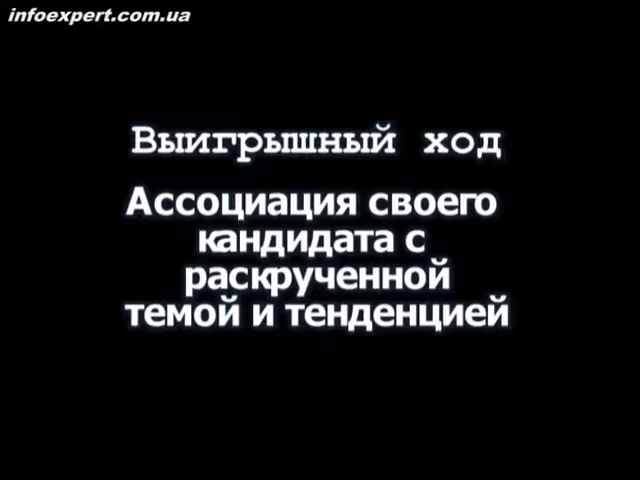 infoexpert.com.ua
Выигрышный ход
Ассоциация своего
кандидата с
раскрученной
темой и тенденцией